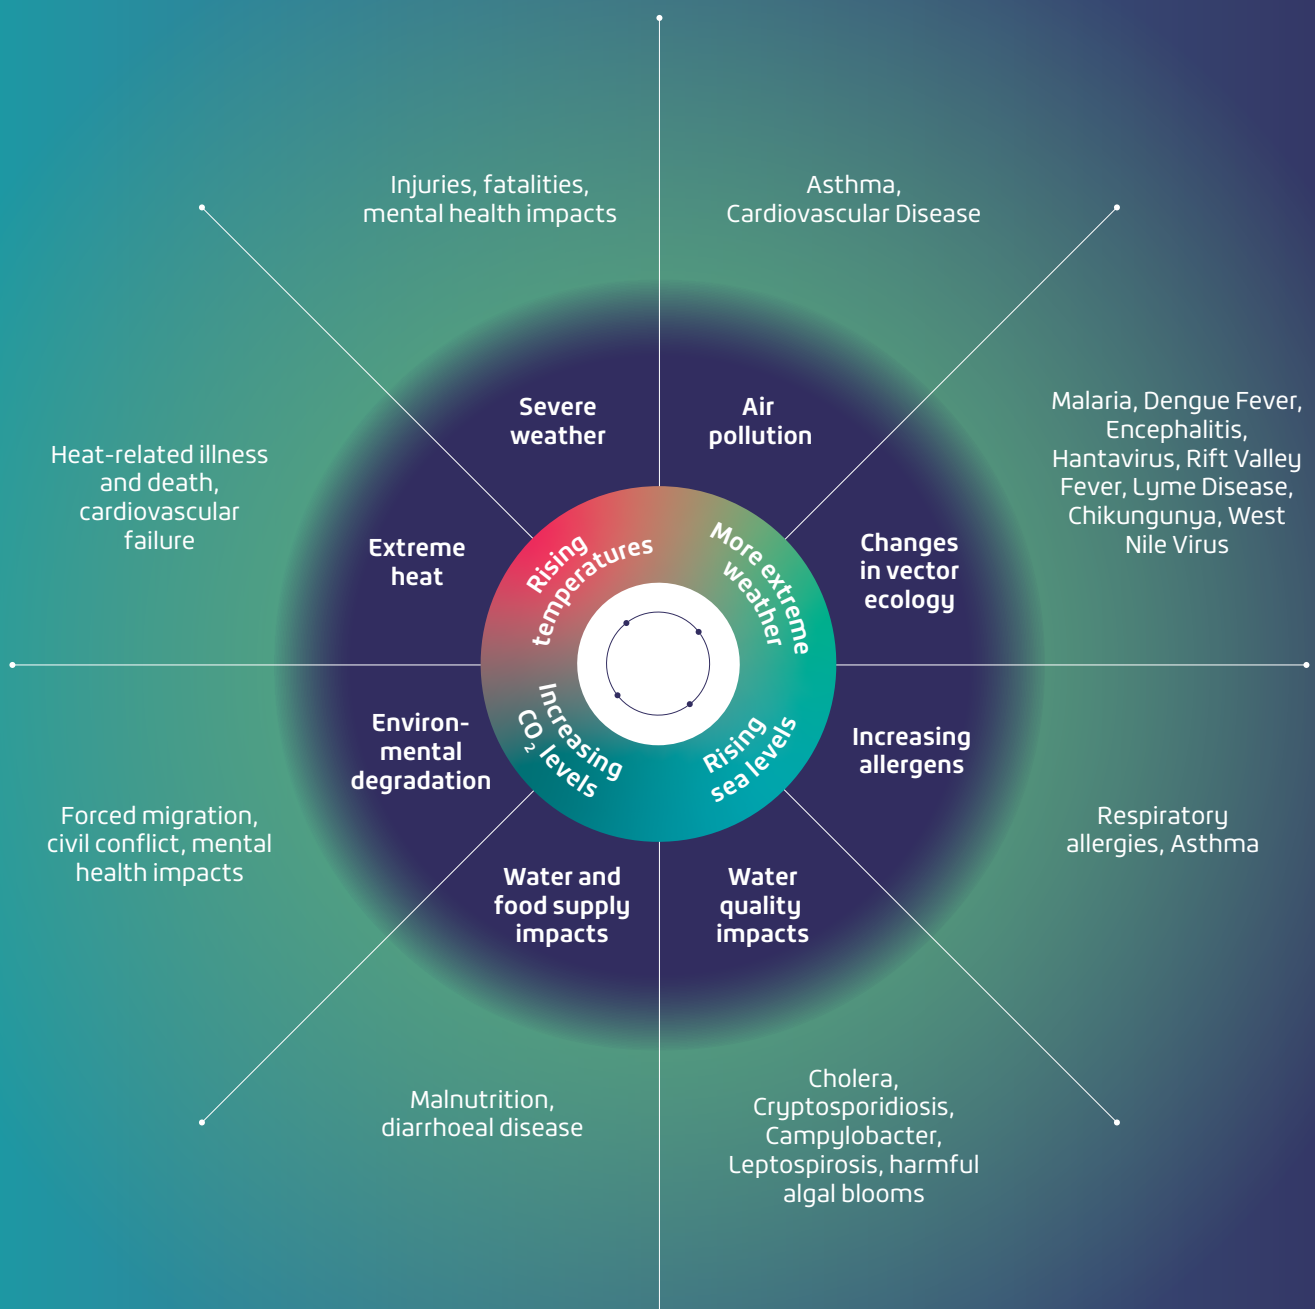 Injuries, fatalities,
mental health impacts
Asthma,
Cardiovascular Disease
Malaria, Dengue Fever,
Encephalitis,
Hantavirus, Rift Valley
Fever, Lyme Disease,
Chikungunya, West
Nile Virus
Respiratory
allergies, Asthma
Cholera,
Cryptosporidiosis,
Campylobacter,
Leptospirosis, harmful
algal blooms
Malnutrition,
diarrhoeal disease
Forced migration,
civil conflict, mental
health impacts
Heat-related illness
and death,
cardiovascular
failure
Severe
weather
Air
pollution
Changes
in vector
ecology
Increasing
allergens
Water
quality
impacts
Water and
food supply
impacts
Environ-
mental
degradation
Extreme
heat
Rising
temperatures
More extreme
weather
Rising
sea levels
Increasing
CO₂ levels